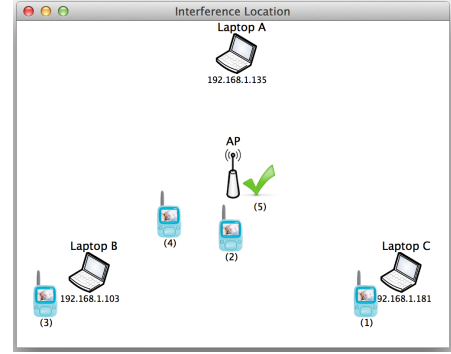 Interference Location
Laptop A
192.168.1.135
AP
(5)
(4)
(2)
Laptop B
192.168.1.103
(3)
Laptop C
92.168.1.181
(1)